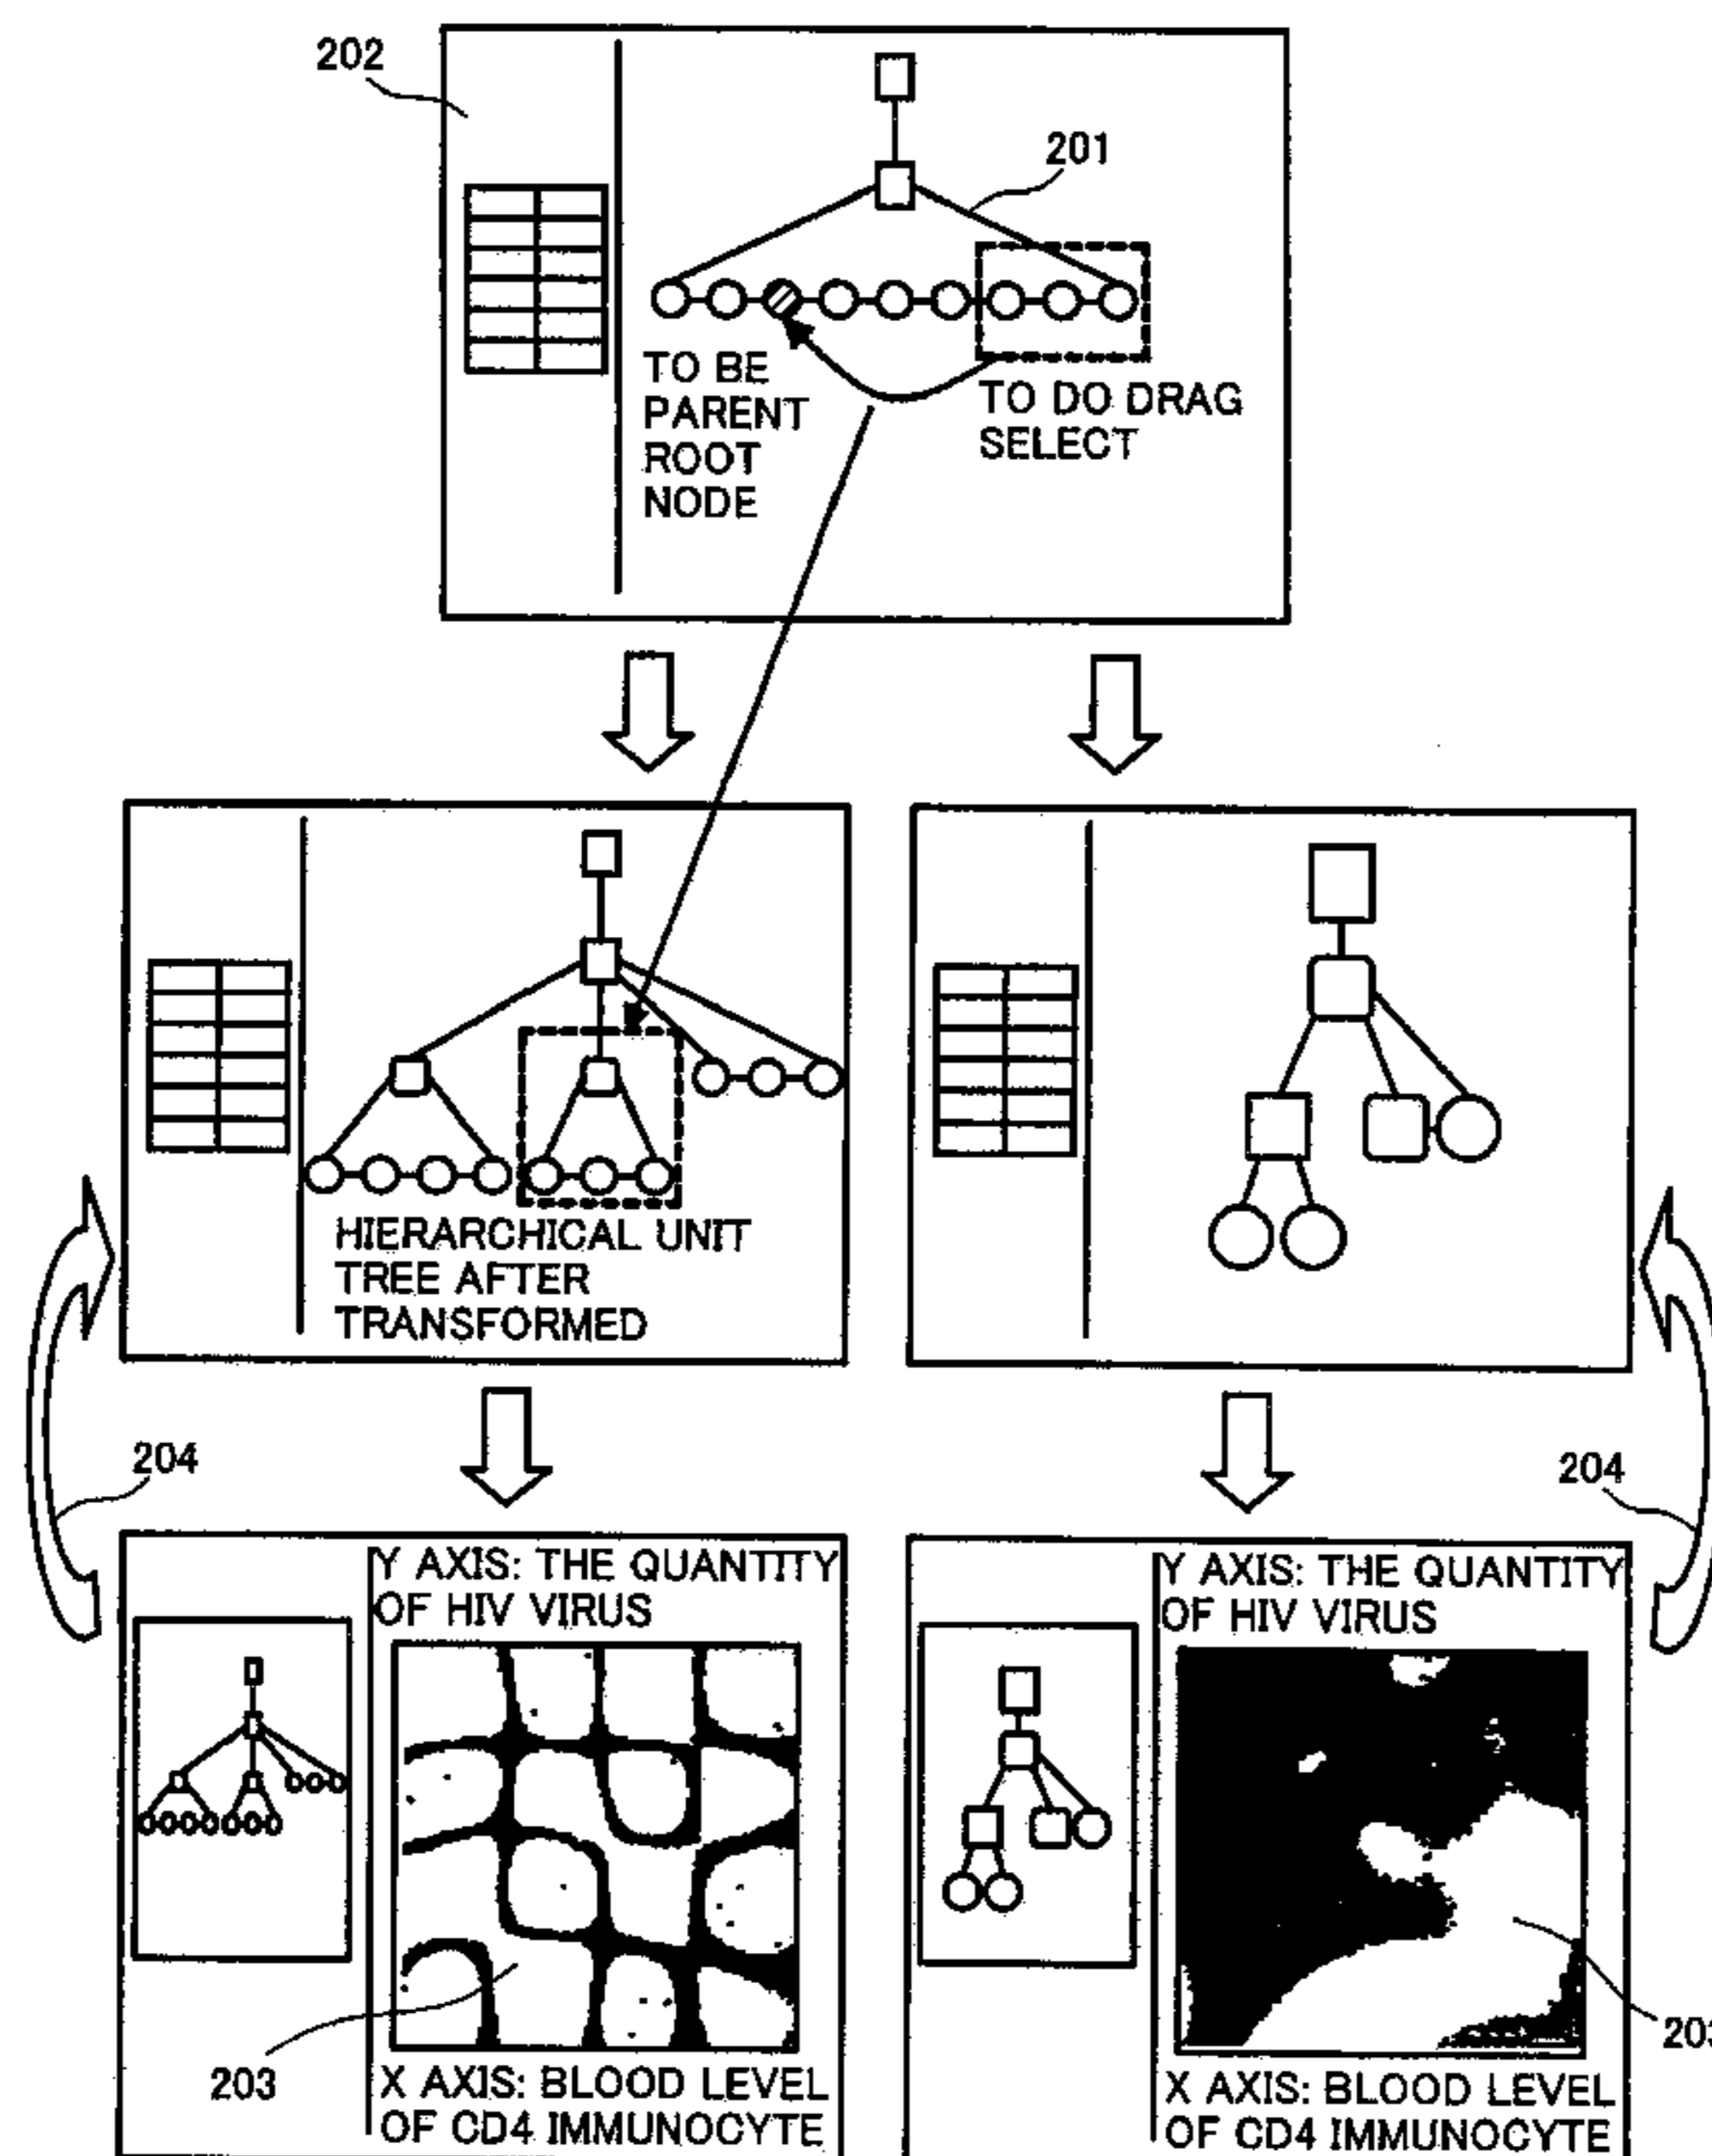 202
201
TO BE
PARENT
ROOT
NODE
TO DO DRAG
SELECT
HIERARCHICAL UNIT
TREE AFTER
TRANSFORMED
204
204
Y AXIS: THE QUANTITY
OF HIV VIRUS
Y AXIS: THE QUANTITY
OF HIV VIRUS
203
203
X AXIS: BLOOD LEVEL
OF CD4 IMMUNOCYTE
X AXIS: BLOOD LEVEL
OF CD4 IMMUNOCYTE